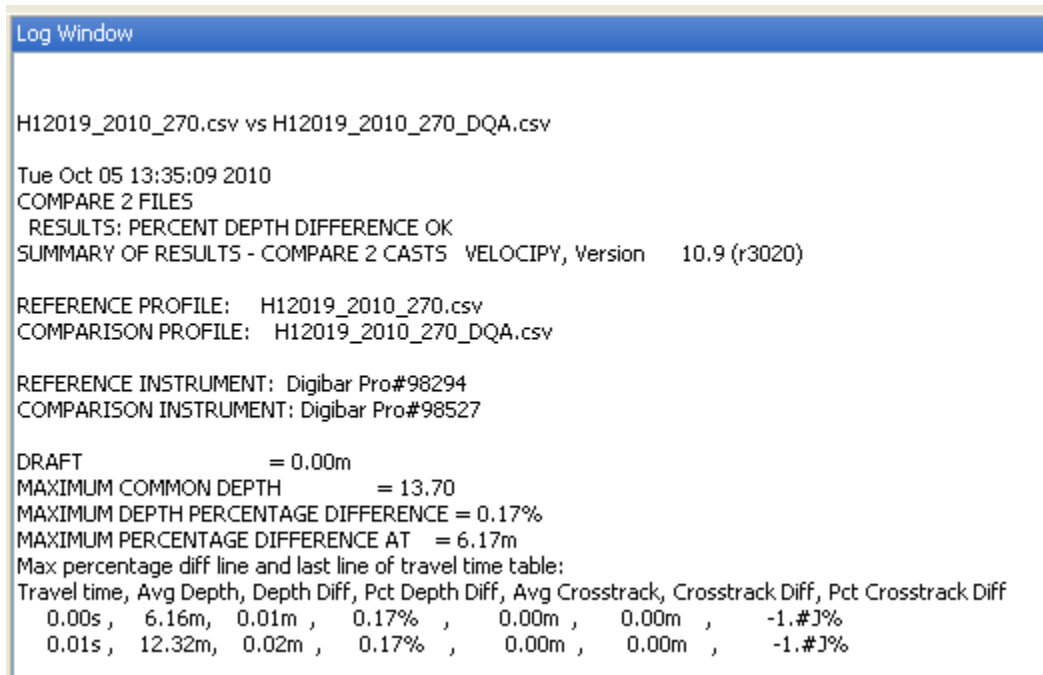 Log Window
H12019_2010_270.csv vs H12019_2010_270_DQA.csv
Tue Oct 05 13:35:09 2010
COMPARE 2 FILES
RESULTS: PERCENT DEPTH DIFFERENCE OK
SUMMARY OF RESULTS - COMPARE 2 CASTS VELOCIPY, Version 10.9 (r3020)
REFERENCE PROFILE: H12019_2010_270.csv
COMPARISON PROFILE: H12019_2010_270_DQA.csv
REFERENCE INSTRUMENT: Digibar Pro#98294
COMPARISON INSTRUMENT: Digibar Pro#98527
DRAFT = 0.00m
MAXIMUM COMMON DEPTH = 13.70
MAXIMUM DEPTH PERCENTAGE DIFFERENCE = 0.17%
MAXIMUM PERCENTAGE DIFFERENCE AT = 6.17m
Max percentage diff line and last line of travel time table:
Travel time, Avg Depth, Depth Diff, Pct Depth Diff, Avg Crosstrack, Crosstrack Diff, Pct Crosstrack Diff
0.00s , 6.16m, 0.01m , 0.17% , 0.00m , 0.00m , -1.#J%
0.01s , 12.32m, 0.02m , 0.17% , 0.00m , 0.00m , -1.#J%